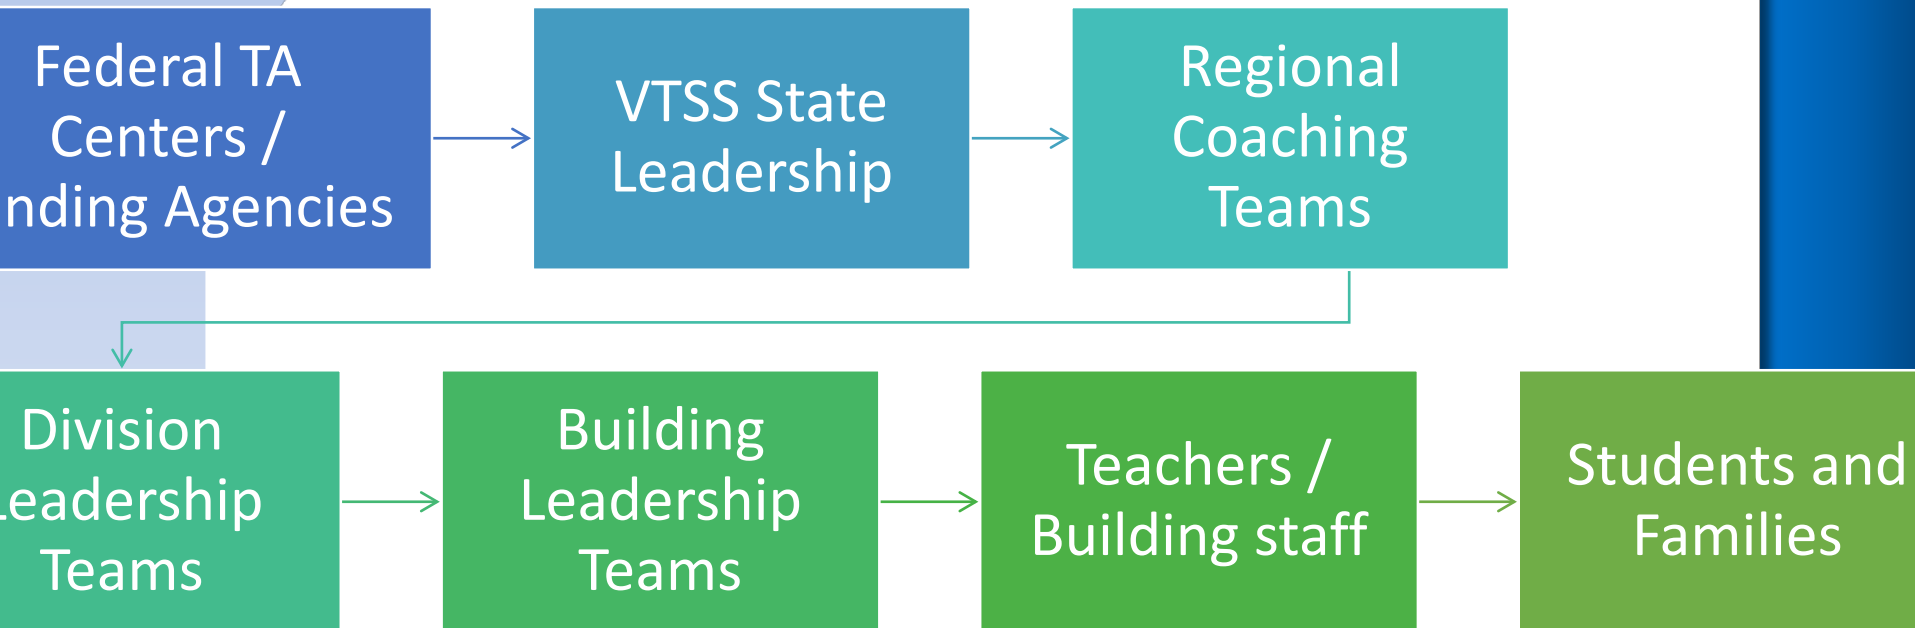 Federal TA
Centers /
nding Agencies
VTSS State
Leadership
Regional
Coaching
Teams
Division
Leadership
Teams
Building
Leadership
Teams
Teachers /
Building staff
Students and
Families